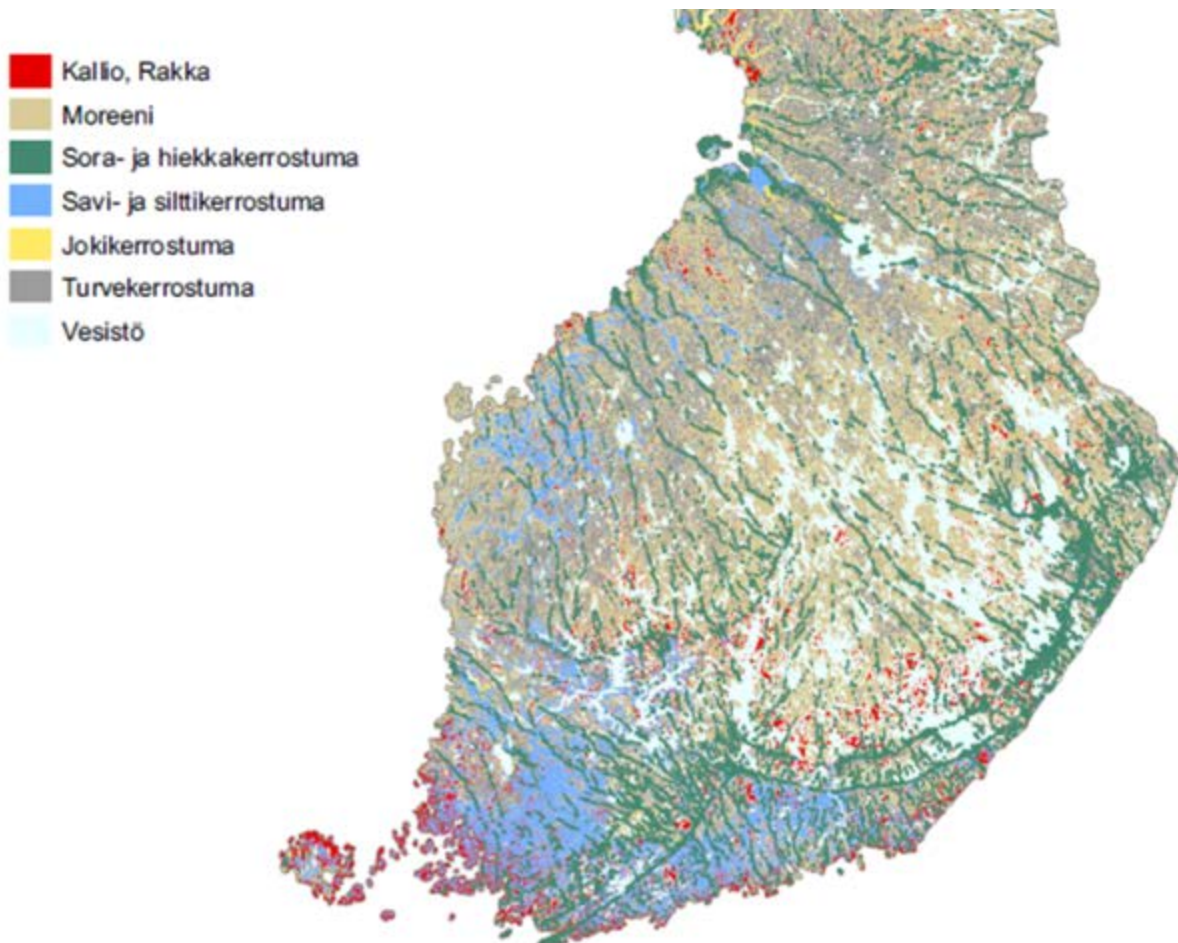 Kallio, Rakka
Moreeni
Sora- ja hiekkakerrostuma
Savi- ja silttikerrostuma
Jokikerrostuma
Turvekerrostuma
Vesistö